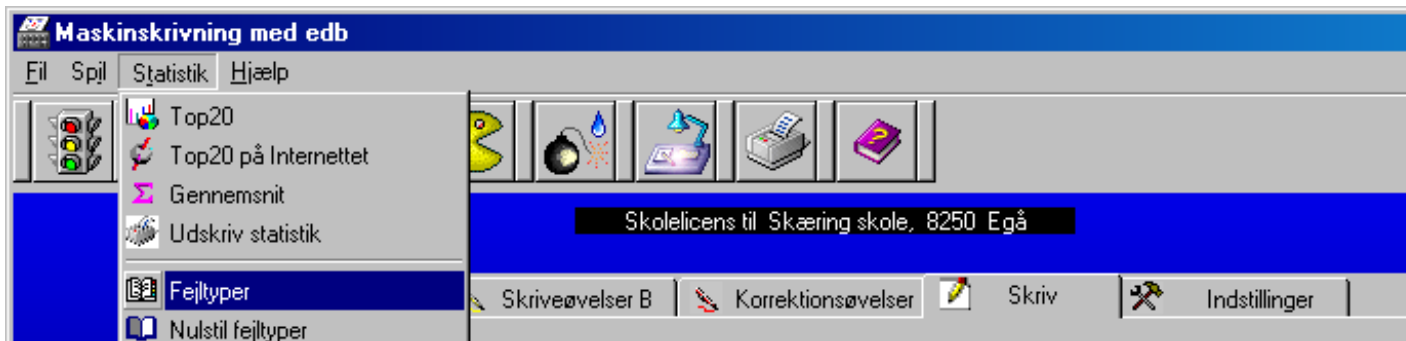 Maskinskrivning med edb
Fil Spil Statistik Hjælp
Top20
Top20 på Internettet
Gennemsnit
Udskriv statistik
Skolelicens til Skæring skole, 8250 Egå
Fejltyper
Skriveøvelser B Korrektionsøvelser Skriv Indstillinger
Nulstil fejltyper